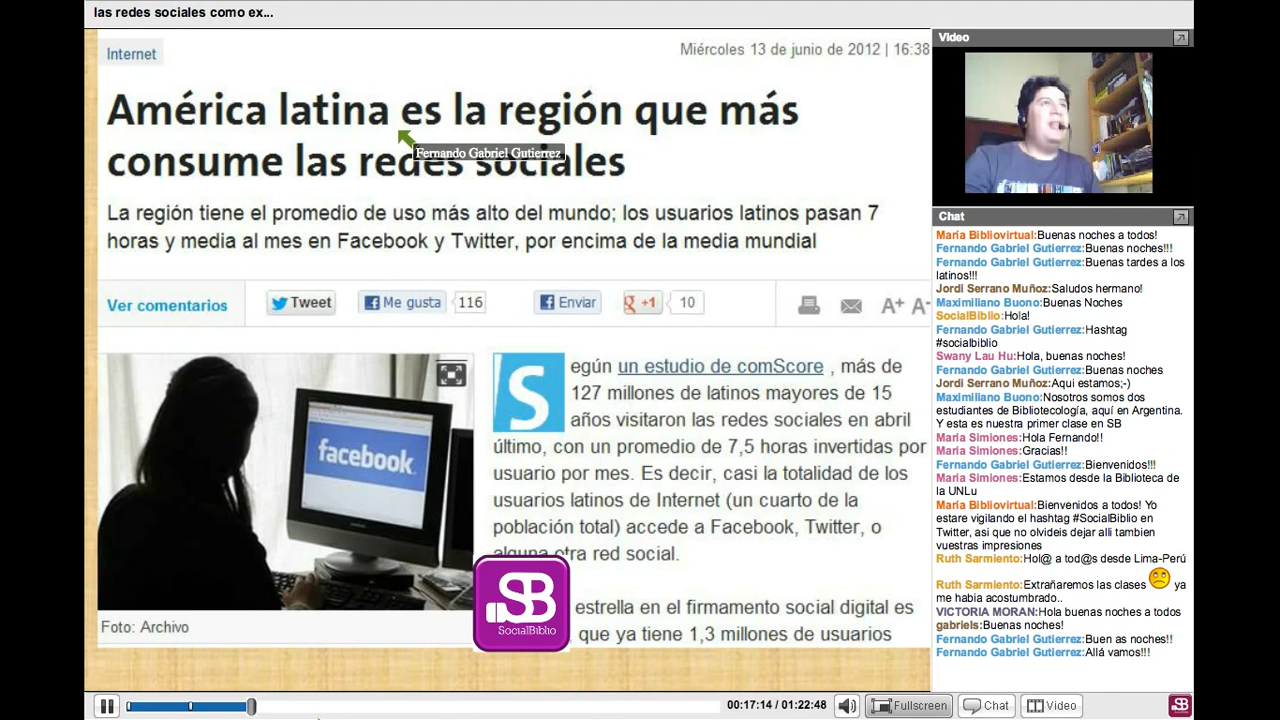 las redes sociales como ex...
Internet
Miércoles 13 de junio de 2012 | 16:38
América latina es la región que más
consume las redes sociales
Fernando Gabriel Gutierrez
La región tiene el promedio de uso más alto del mundo; los usuarios latinos pasan 7
horas y media al mes en Facebook y Twitter, por encima de la media mundial
Ver comentarios
Tweet
Me gusta
116
Enviar
+1
10
A+
A-
facebook
Foto: Archivo
Según un estudio de comScore , más de
127 millones de latinos mayores de 15
años visitaron las redes sociales en abril
último, con un promedio de 7,5 horas invertidas por
usuario por mes. Es decir, casi la totalidad de los
usuarios latinos de Internet (un cuarto de la
población total) accede a Facebook, Twitter, o
alguna otra red social.
estrella en el firmamento social digital es
que ya tiene 1,3 millones de usuarios
SB
SocialBiblio
Video
Chat
María Bibliovirtual:Buenas noches a todos!
Fernando Gabriel Gutierrez:Buenas noches!!!
Fernando Gabriel Gutierrez:Buenas tardes a los
latinos!!!
Jordi Serrano Muñoz:Saludos hermano!
Maximiliano Buono:Buenas Noches
SocialBiblio:Hola!
Fernando Gabriel Gutierrez:Hashtag
#socialbiblio
Swany Lau Hu:Hola, buenas noches!
Fernando Gabriel Gutierrez:Buenas noches
Jordi Serrano Muñoz:Aqui estamos;-)
Maximiliano Buono:Nosotros somos dos
estudiantes de Bibliotecología, aquí en Argentina.
Y esta es nuestra primer clase en SB
Maria Simiones:Hola Fernando!!
Maria Simiones:Gracias!!
Fernando Gabriel Gutierrez:Bienvenidos!!!
Maria Simiones:Estamos desde la Biblioteca de
la UNLu
María Bibliovirtual:Bienvenidos a todos! Yo
estare vigilando el hashtag #SocialBiblio en
Twitter, asi que no olvideis dejar alli tambien
vuestras impresiones
Ruth Sarmiento:Hol@ a tod@s desde Lima-Perú
Ruth Sarmiento:Extrañaremos las clases ya
me habia acostumbrado..
VICTORIA MORAN:Hola buenas noches a todos
gabriels:Buenas noches!
Fernando Gabriel Gutierrez:Buen as noches!!
Fernando Gabriel Gutierrez:Allá vamos!!!
00:17:14 / 01:22:48
Fullscreen
Chat
Video
SB